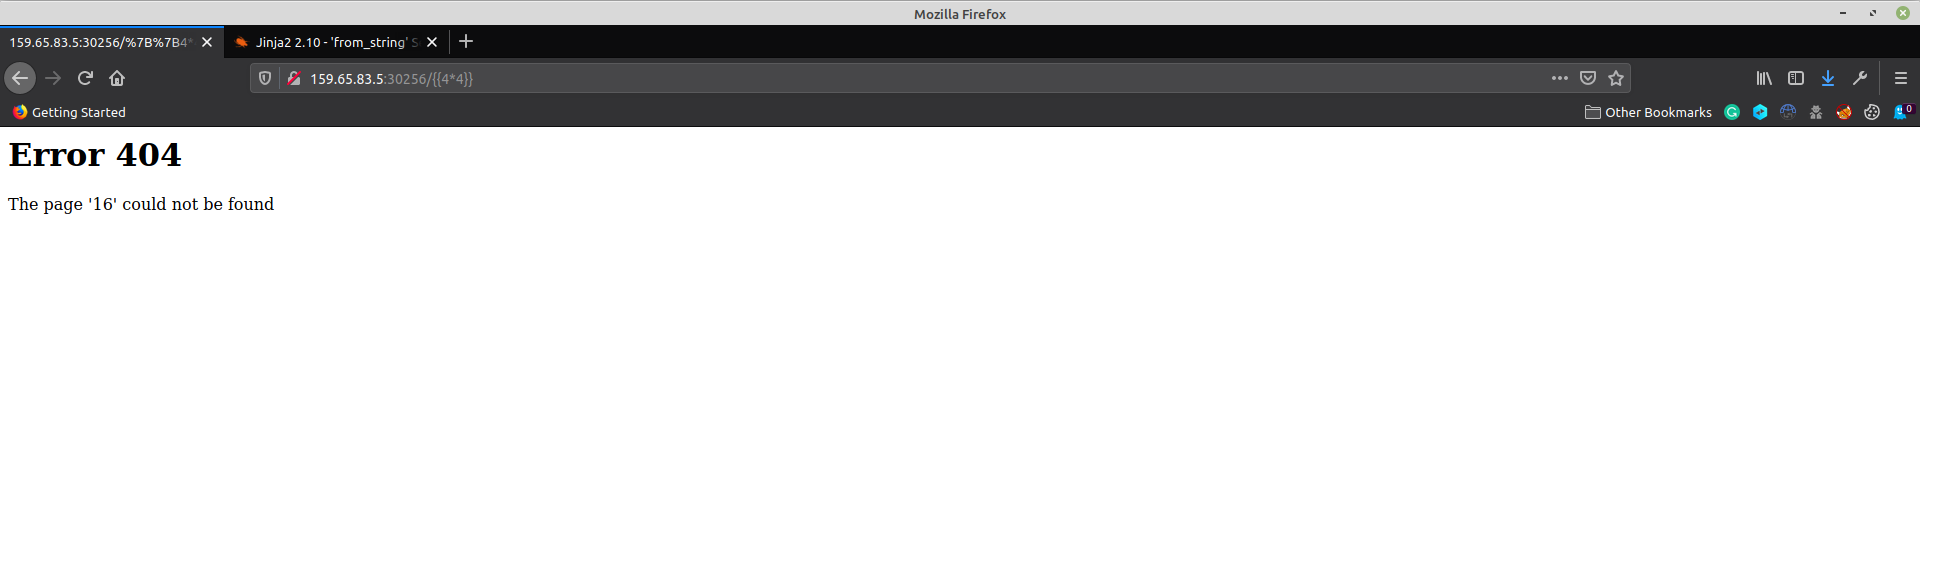 Mozilla Firefox
159.65.83.5:30256/%7B%7B4*
Jinja2 2.10 - 'from_string' S
159.65.83.5:30256/{{4*4}}
Getting Started
Other Bookmarks
0
Error 404
The page '16' could not be found